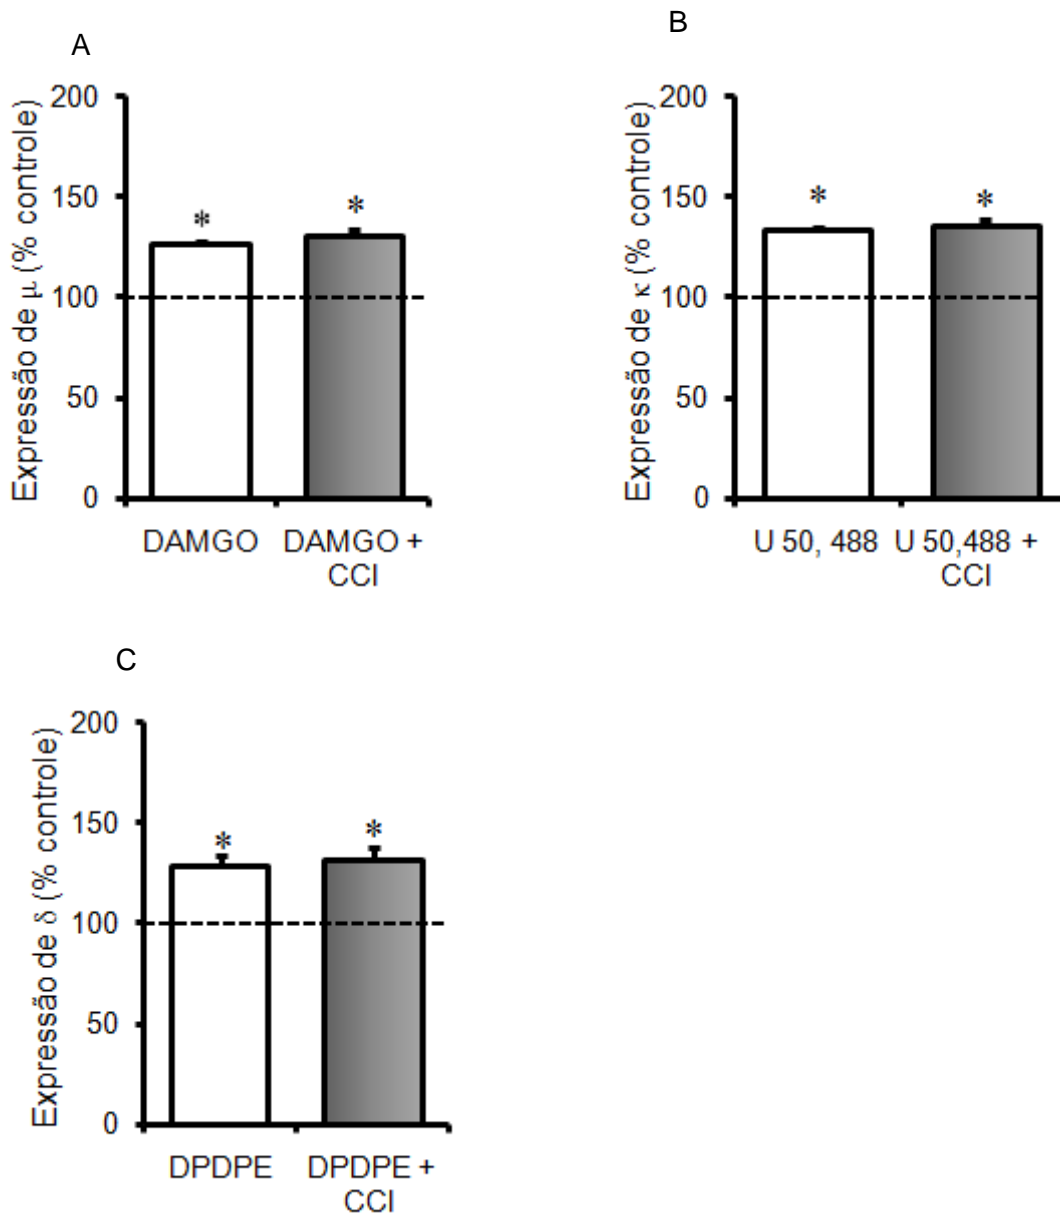 A
Expressão de μ (% controle)
200
150
100
50
0
*
*
DAMGO
DAMGO +
CCI
B
Expressão de κ (% controle)
200
150
100
50
0
*
*
U 50, 488
U 50,488 +
CCI
C
Expressão de δ (% controle)
200
150
100
50
0
*
*
DPDPE
DPDPE +
CCI